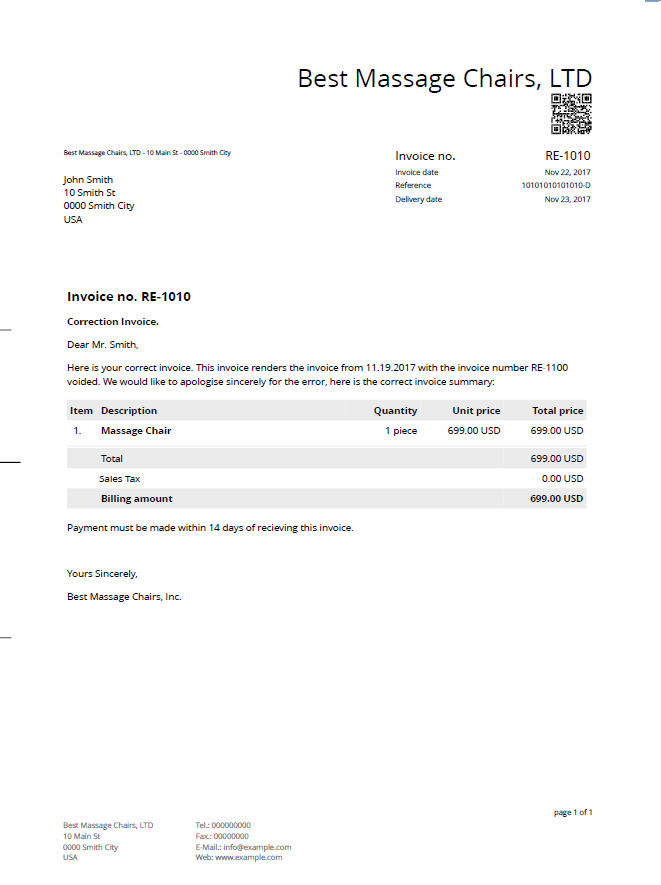 Best Massage Chairs, LTD
Best Massage Chairs, LTD - 10 Main St - 0000 Smith City
Invoice no. RE-1010
Invoice date Nov 22, 2017
Reference 10101010101010-D
Delivery date Nov 23, 2017
John Smith
10 Smith St
0000 Smith City
USA
Invoice no. RE-1010
Correction Invoice.
Dear Mr. Smith,
Here is your correct invoice. This invoice renders the invoice from 11.19.2017 with the invoice number RE-1100
voided. We would like to apologise sincerely for the error, here is the correct invoice summary:
Item Description Quantity Unit price Total price
1. Massage Chair 1 piece 699.00 USD 699.00 USD
Total 699.00 USD
Sales Tax 0.00 USD
Billing amount 699.00 USD
Payment must be made within 14 days of recieving this invoice.
Yours Sincerely,
Best Massage Chairs, Inc.
page 1 of 1
Best Massage Chairs, LTD
10 Main St
0000 Smith City
USA
Tel.: 000000000
Fax.: 00000000
E-Mail.: info@example.com
Web: www.example.com